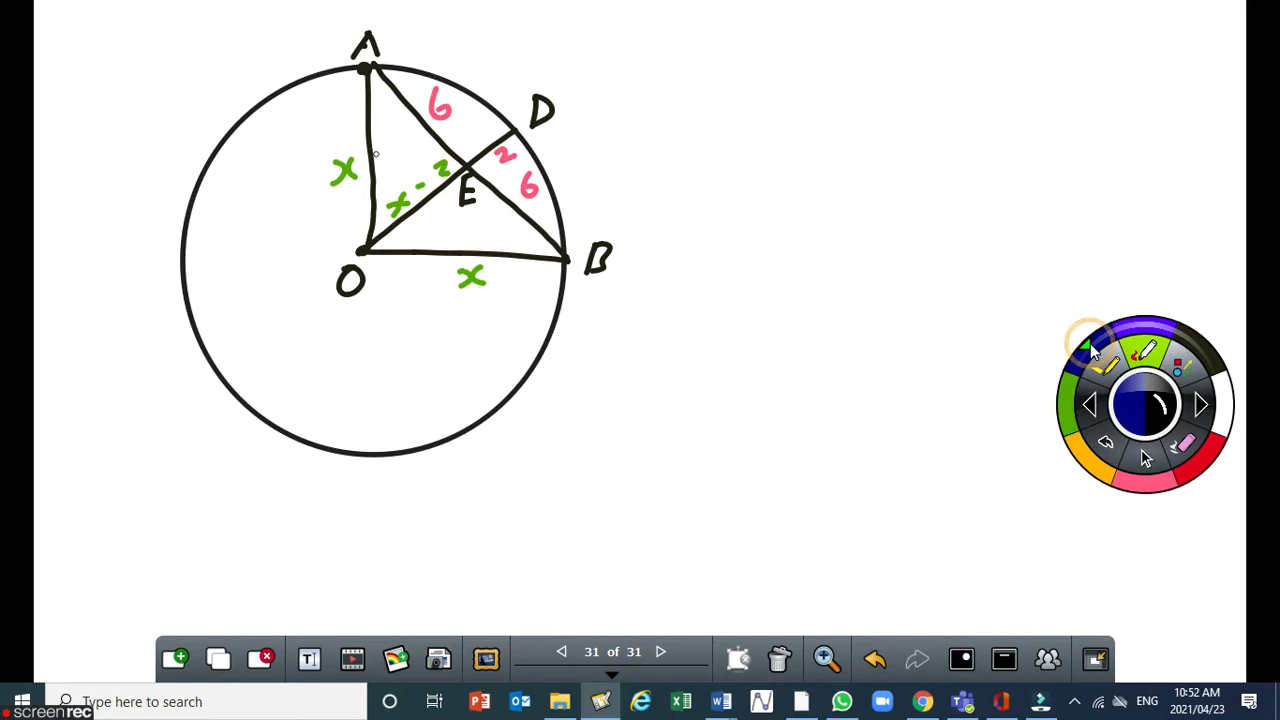 A
D
6
2
x
x - 2
6
E
B
O
x
T
31 of 31
Type here to search
ENG
10:52 AM
2021/04/23
screenrec